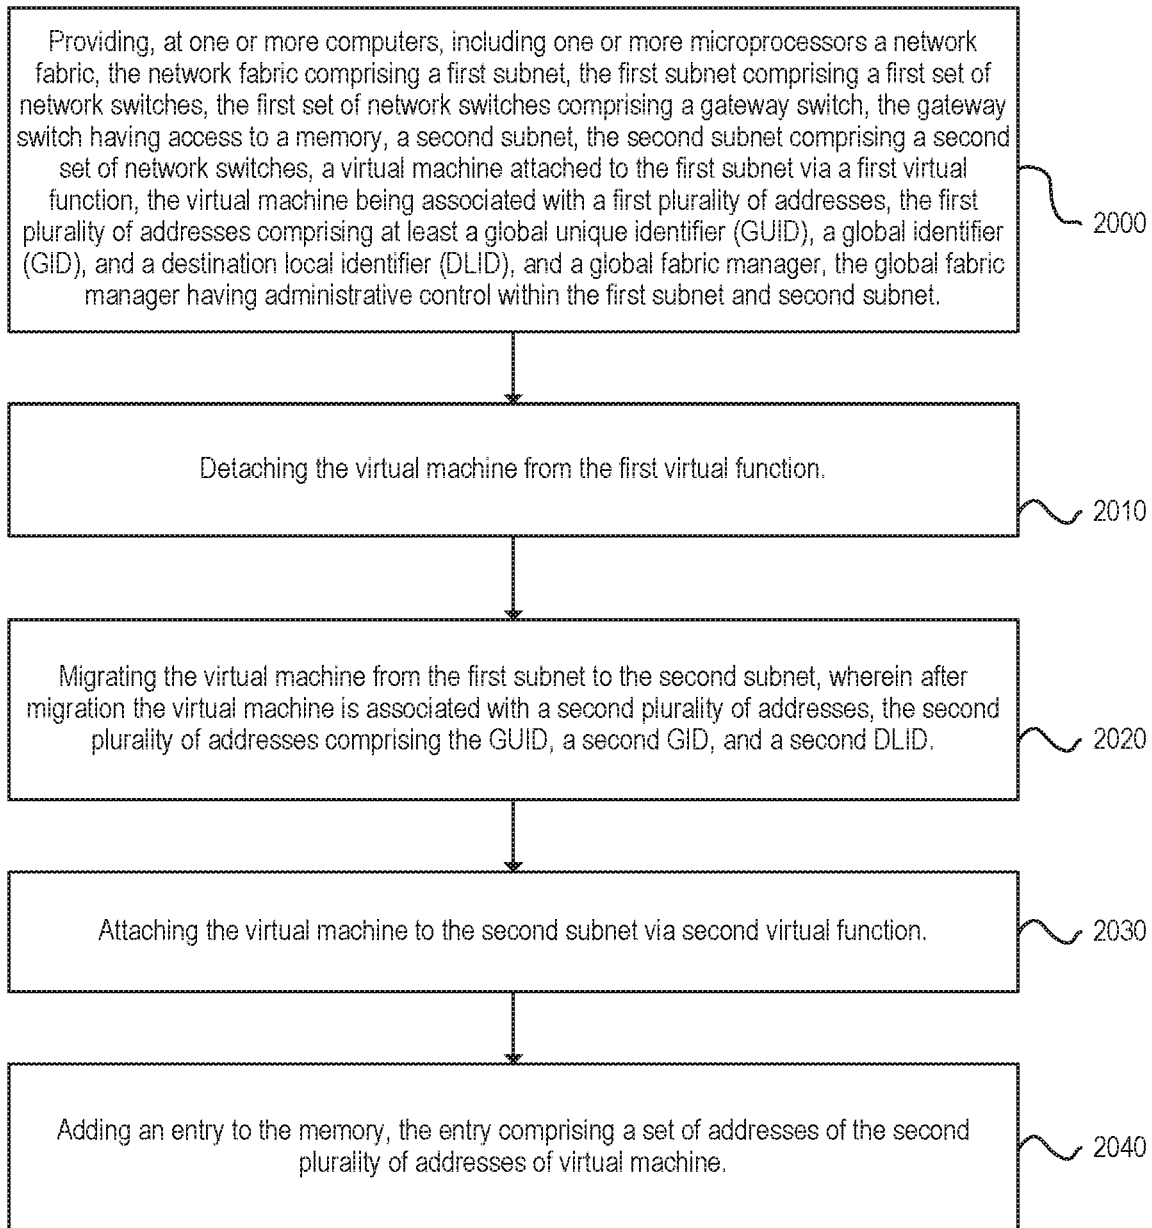 Providing, at one or more computers, including one or more microprocessors a network
fabric, the network fabric comprising a first subnet, the first subnet comprising a first set of
network switches, the first set of network switches comprising a gateway switch, the gateway
switch having access to a memory, a second subnet, the second subnet comprising a second
set of network switches, a virtual machine attached to the first subnet via a first virtual
function, the virtual machine being associated with a first plurality of addresses, the first
plurality of addresses comprising at least a global unique identifier (GUID), a global identifier
(GID), and a destination local identifier (DLID), and a global fabric manager, the global fabric
manager having administrative control within the first subnet and second subnet.
2000
Detaching the virtual machine from the first virtual function.
2010
Migrating the virtual machine from the first subnet to the second subnet, wherein after
migration the virtual machine is associated with a second plurality of addresses, the second
plurality of addresses comprising the GUID, a second GID, and a second DLID.
2020
Attaching the virtual machine to the second subnet via second virtual function.
2030
Adding an entry to the memory, the entry comprising a set of addresses of the second
plurality of addresses of virtual machine.
2040